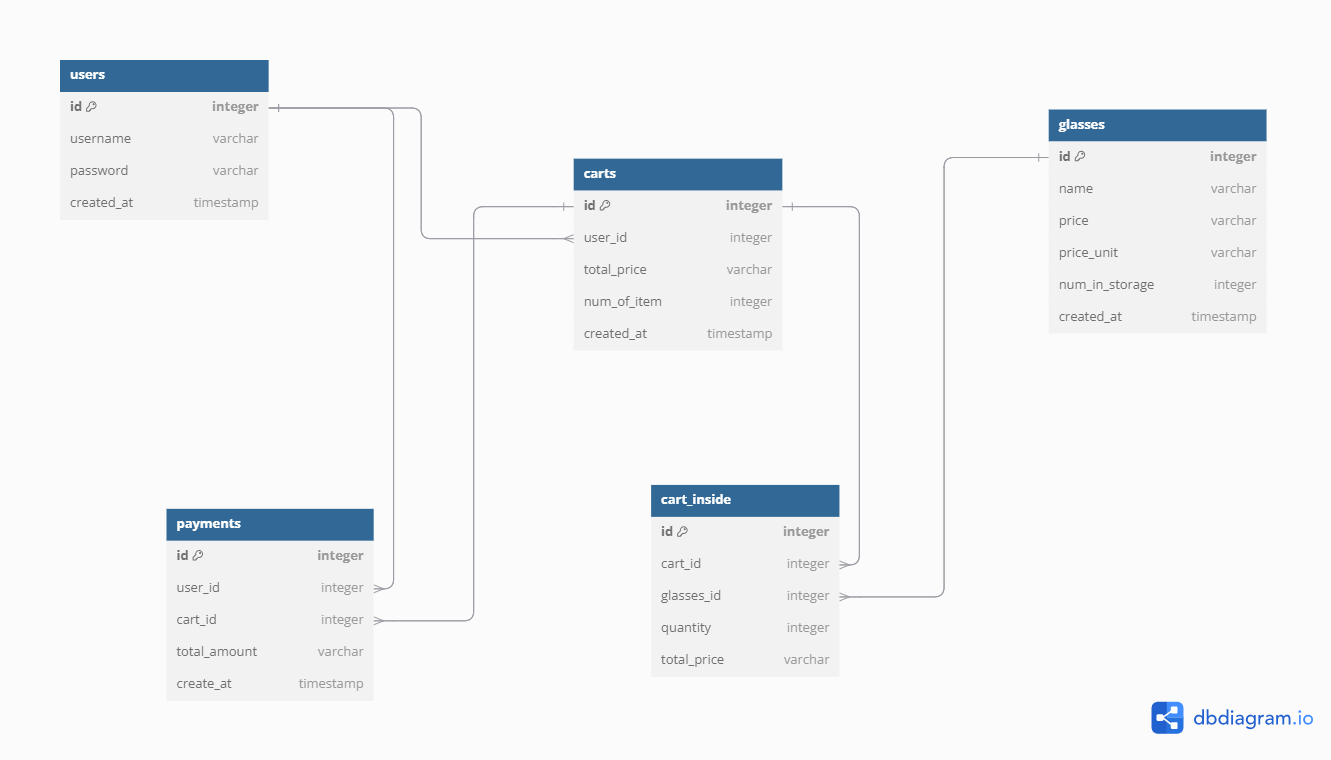 users
id integer
username varchar
password varchar
created_at timestamp
carts
id integer
user_id integer
total_price varchar
num_of_item integer
created_at timestamp
glasses
id integer
name varchar
price varchar
price_unit varchar
num_in_storage integer
created_at timestamp
payments
id integer
user_id integer
cart_id integer
total_amount varchar
create_at timestamp
cart_inside
id integer
cart_id integer
glasses_id integer
quantity integer
total_price varchar
dbdiagram.io